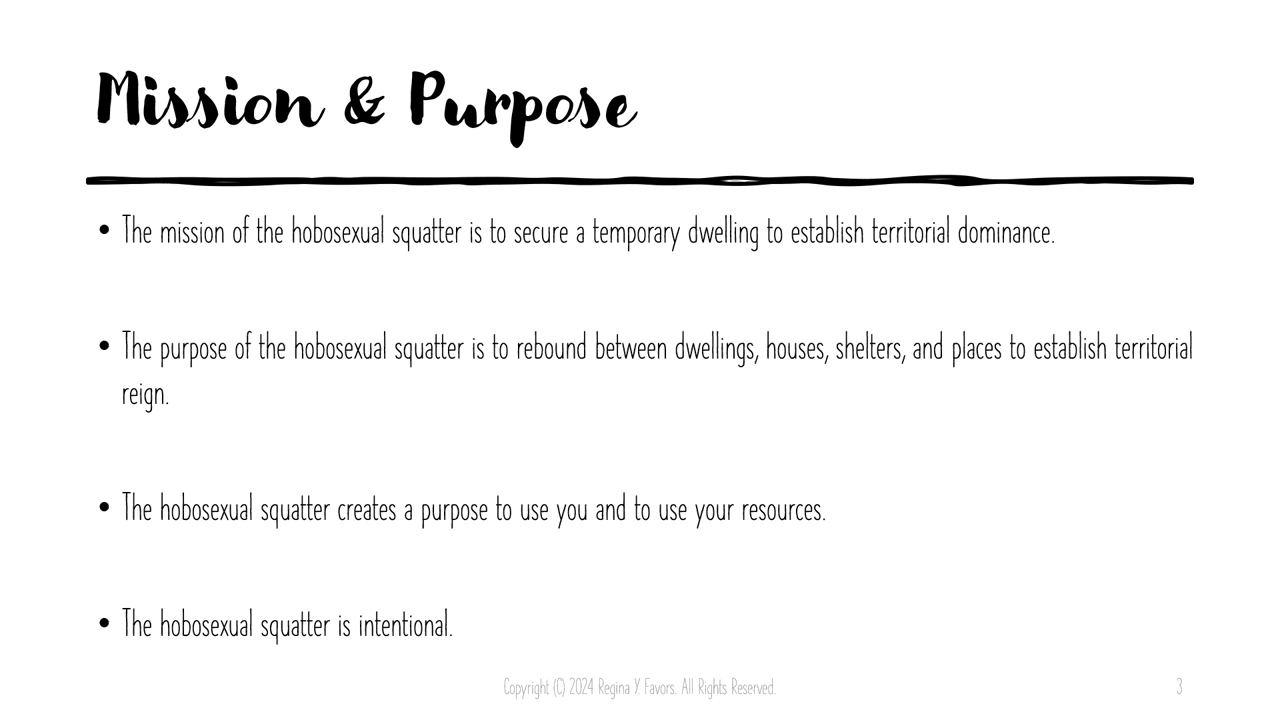 Mission & Purpose
• The mission of the hobosexual squatter is to secure a temporary dwelling to establish territorial dominance.
• The purpose of the hobosexual squatter is to rebound between dwellings, houses, shelters, and places to establish territorial
reign.
• The hobosexual squatter creates a purpose to use you and to use your resources.
• The hobosexual squatter is intentional.
Copyright (C) 2024 Regina Y. Favors. All Rights Reserved.
3